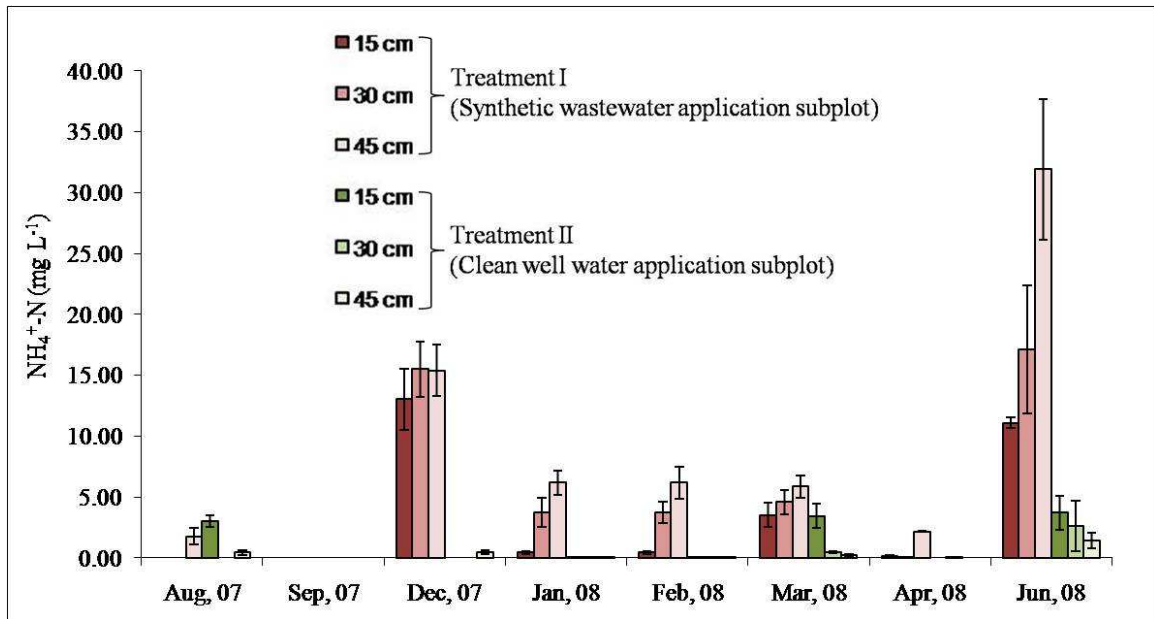 15 cm
30 cm
45 cm
Treatment I
(Synthetic wastewater application subplot)
15 cm
30 cm
45 cm
Treatment II
(Clean well water application subplot)
NH₄⁺-N (mg L⁻¹)
40.00
35.00
30.00
25.00
20.00
15.00
10.00
5.00
0.00
Aug, 07 Sep, 07 Dec, 07 Jan, 08 Feb, 08 Mar, 08 Apr, 08 Jun, 08